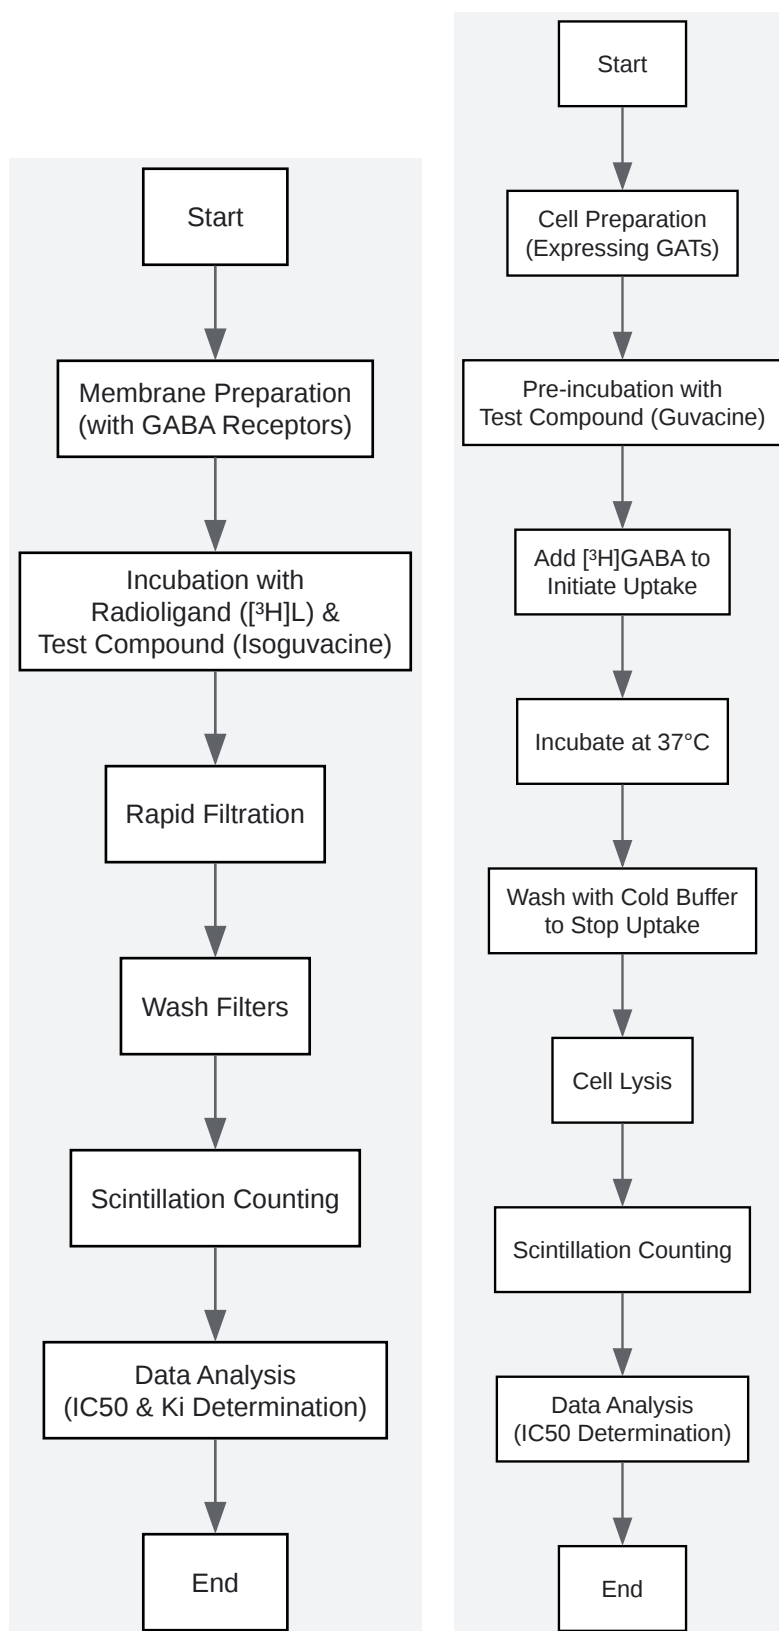 Start
Membrane Preparation
(with GABA Receptors)
Incubation with
Radioligand ([³H]L) &
Test Compound (Isoguvacine)
Rapid Filtration
Wash Filters
Scintillation Counting
Data Analysis
(IC50 & Ki Determination)
End
Start
Cell Preparation
(Expressing GATs)
Pre-incubation with
Test Compound (Guvacine)
Add [³H]GABA to
Initiate Uptake
Incubate at 37°C
Wash with Cold Buffer
to Stop Uptake
Cell Lysis
Scintillation Counting
Data Analysis
(IC50 Determination)
End